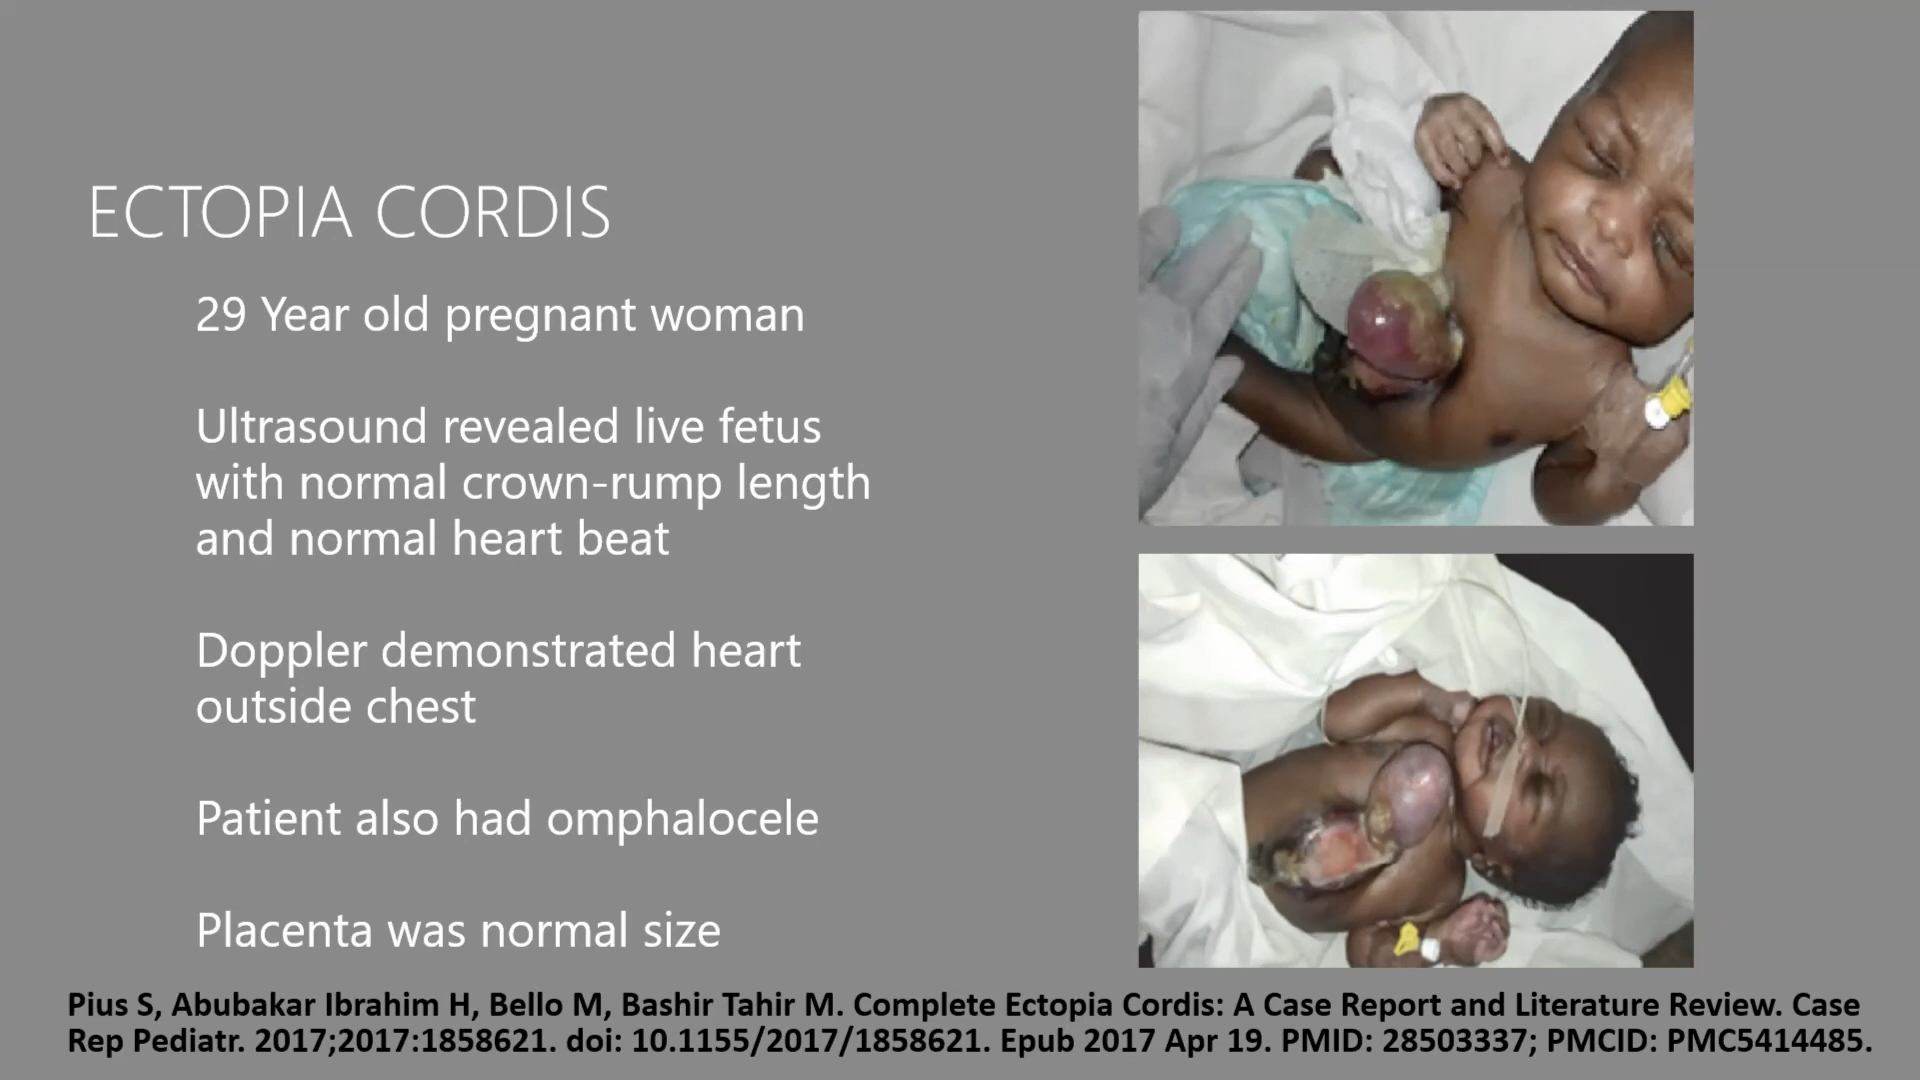 ECTOPIA CORDIS
29 Year old pregnant woman
Ultrasound revealed live fetus
with normal crown-rump length
and normal heart beat
Doppler demonstrated heart
outside chest
Patient also had omphalocele
Placenta was normal size
Pius S, Abubakar Ibrahim H, Bello M, Bashir Tahir M. Complete Ectopia Cordis: A Case Report and Literature Review. Case
Rep Pediatr. 2017;2017:1858621. doi: 10.1155/2017/1858621. Epub 2017 Apr 19. PMID: 28503337; PMCID: PMC5414485.